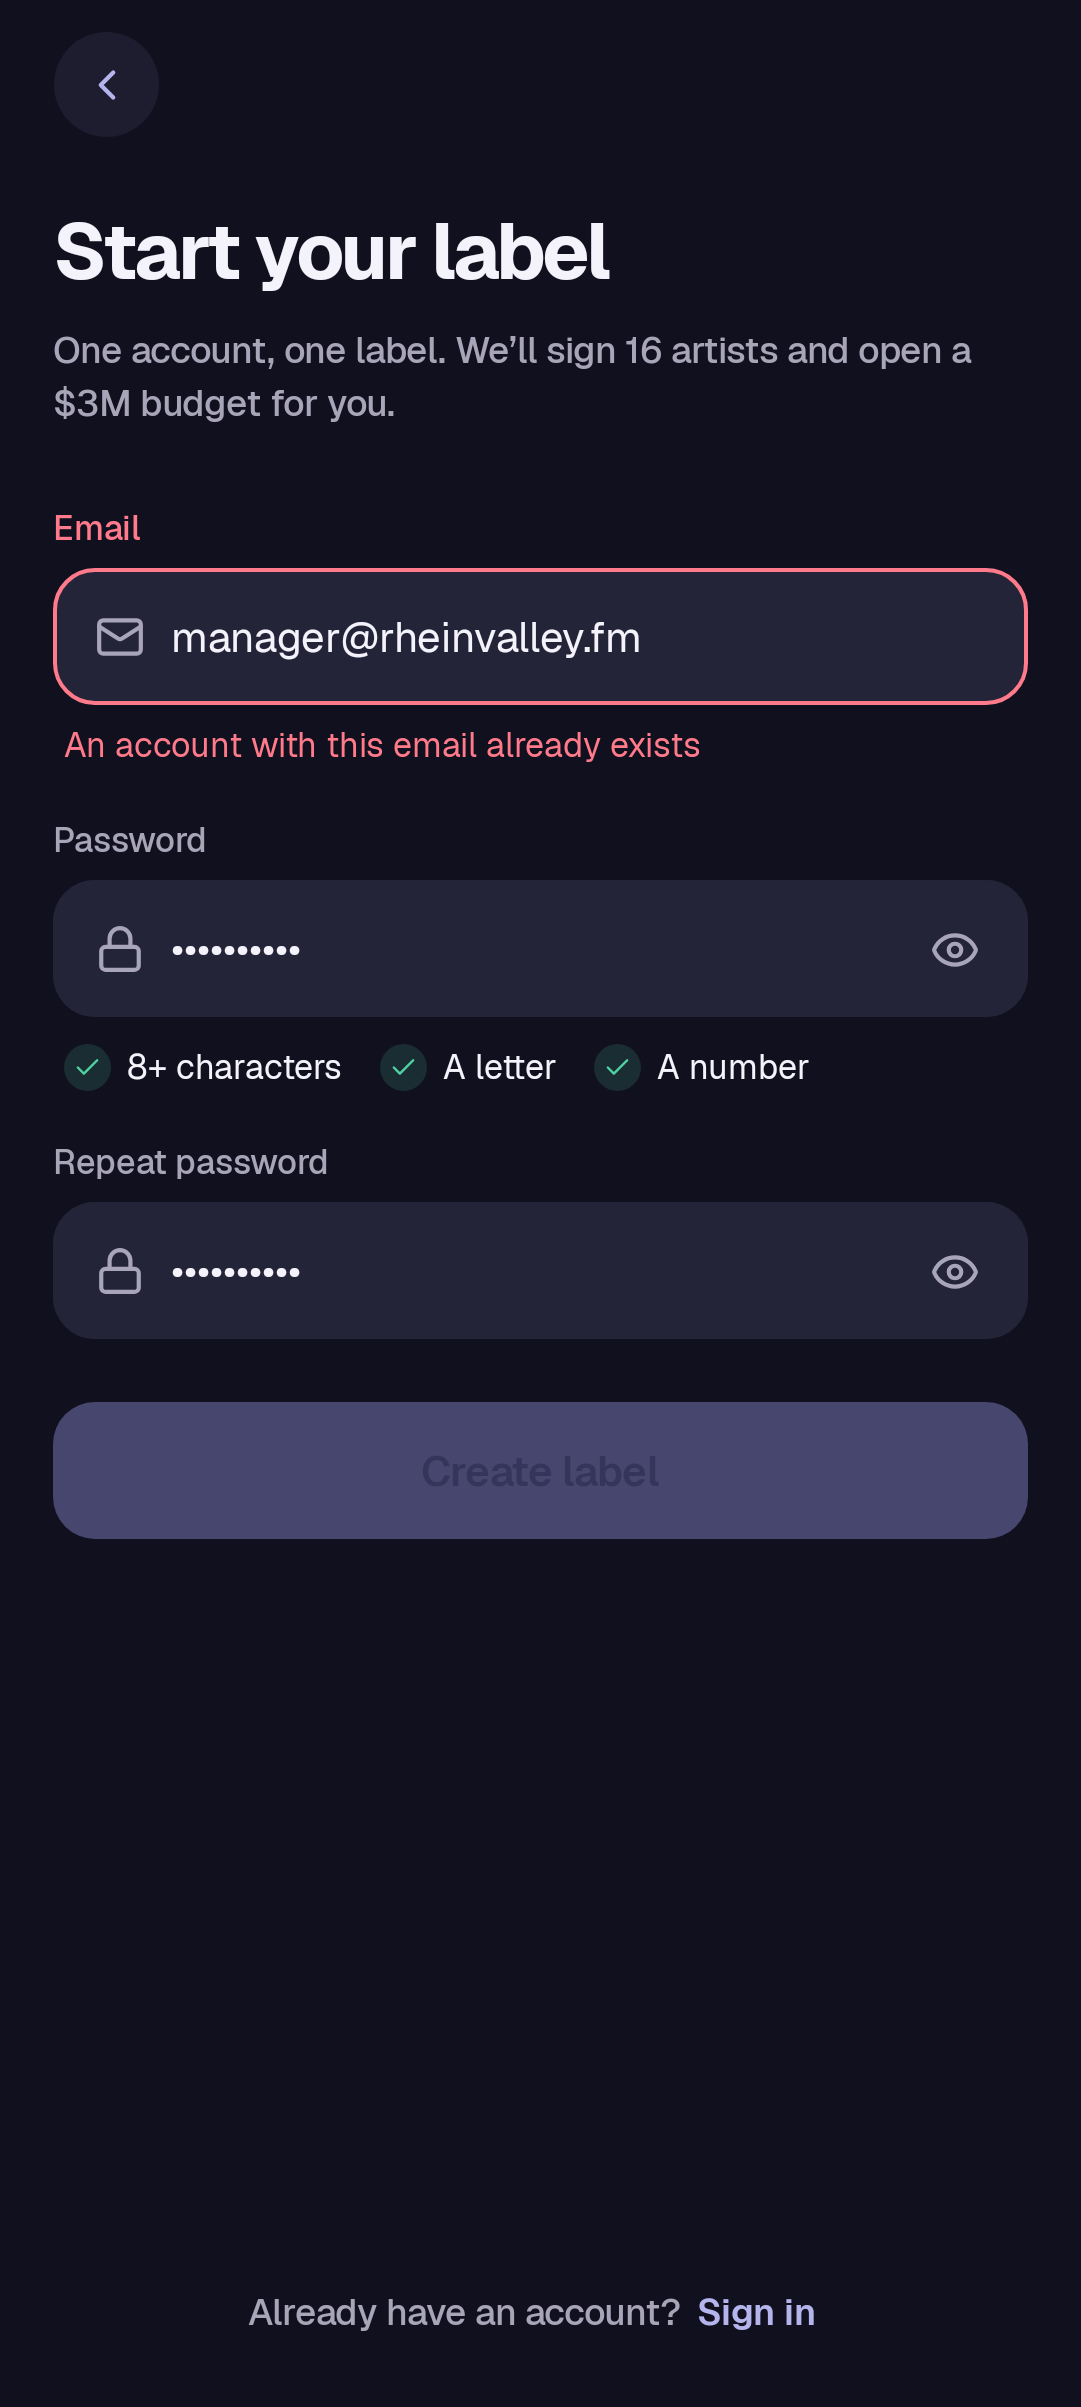 Start your label
One account, one label. We’ll sign 16 artists and open a
$3M budget for you.
Email
manager@rheinvalley.fm
An account with this email already exists
Password
••••••••••
8+ characters A letter A number
Repeat password
••••••••••
Create label
Already have an account? Sign in